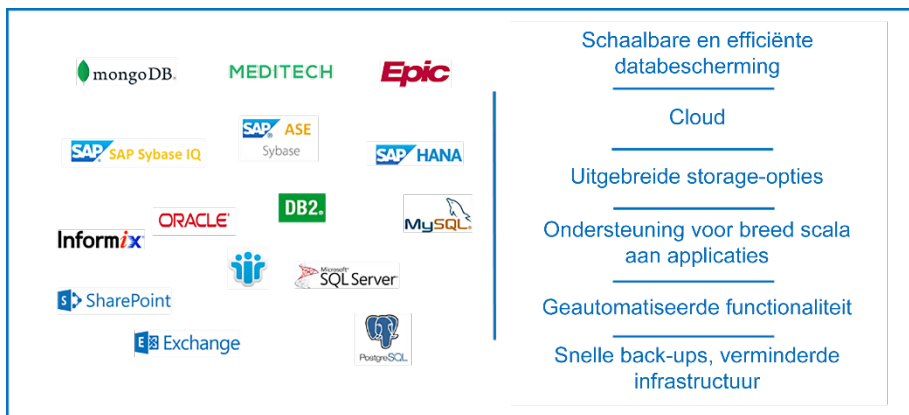 mongoDB®
MEDITECH
Epic
SAP® SAP Sybase IQ
SAP® ASE
Sybase
SAP HANA
ORACLE®
DB2.
MySQL®
Informix®
Microsoft®
SQL Server®
S SharePoint
E Exchange
PostgreSQL
Schaalbare en efficiënte
databescherming
Cloud
Uitgebreide storage-opties
Ondersteuning voor breed scala
aan applicaties
Geautomatiseerde functionaliteit
Snelle back-ups, verminderde
infrastructuur